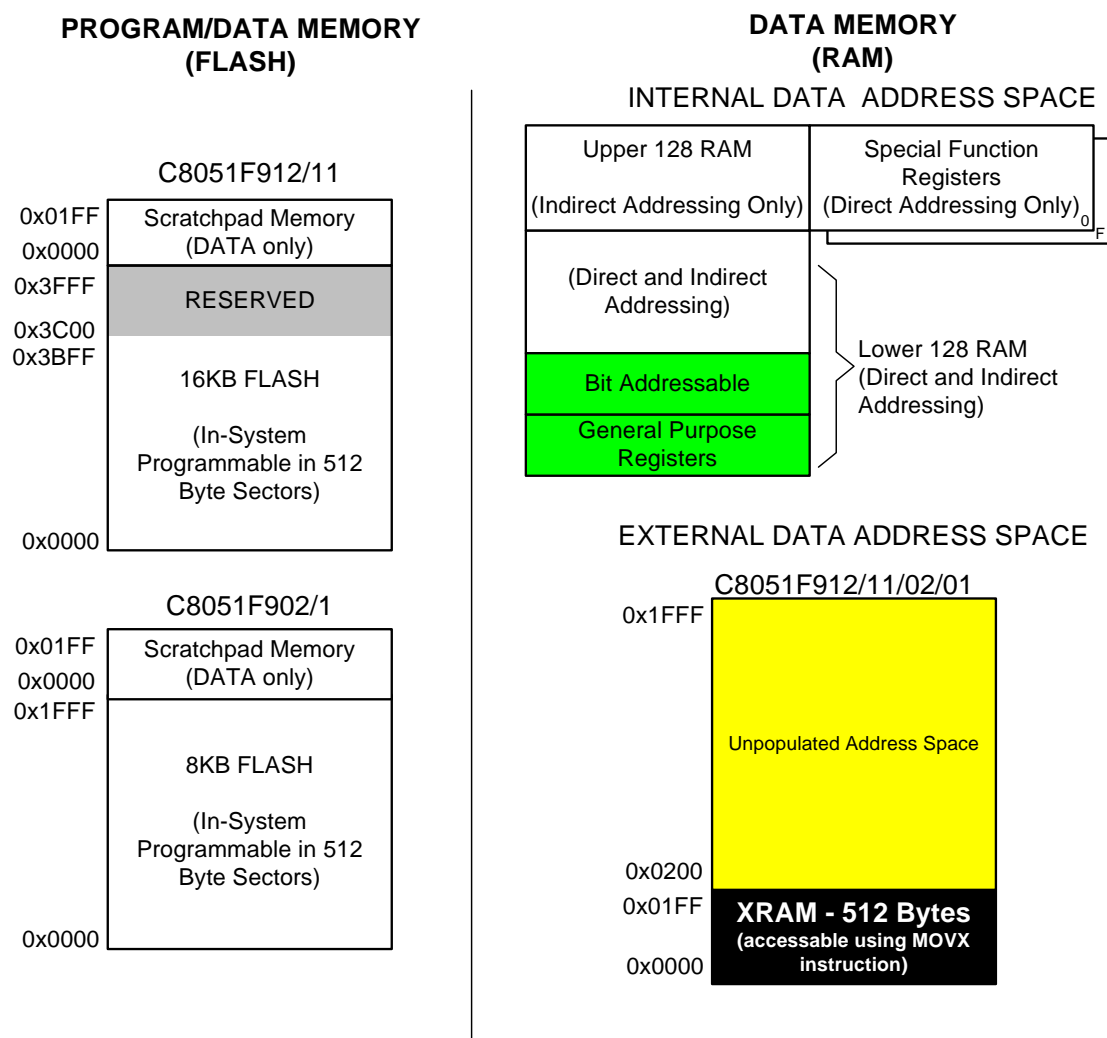 PROGRAM/DATA MEMORY
(FLASH)
C8051F912/11
0x01FF
Scratchpad Memory
(DATA only)
0x0000
0x3FFF
RESERVED
0x3C00
0x3BFF
16KB FLASH
(In-System
Programmable in 512
Byte Sectors)
0x0000
C8051F902/1
0x01FF
Scratchpad Memory
(DATA only)
0x0000
0x1FFF
8KB FLASH
(In-System
Programmable in 512
Byte Sectors)
0x0000
DATA MEMORY
(RAM)
INTERNAL DATA ADDRESS SPACE
Upper 128 RAM
(Indirect Addressing Only)
Special Function
Registers
(Direct Addressing Only)
0
F
(Direct and Indirect
Addressing)
Bit Addressable
General Purpose
Registers
Lower 128 RAM
(Direct and Indirect
Addressing)
EXTERNAL DATA ADDRESS SPACE
C8051F912/11/02/01
0x1FFF
Unpopulated Address Space
0x0200
0x01FF
XRAM - 512 Bytes
(accessable using MOVX
instruction)
0x0000